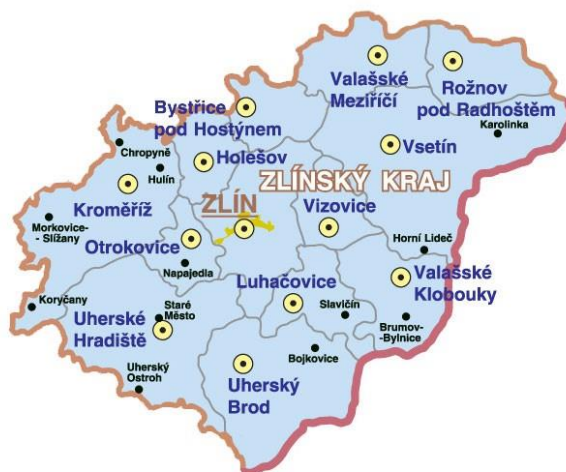 Valašské
Meziříčí
Rožnov
pod Radhoštěm
Karolinka
Bystřice
pod Hostýnem
Vsetín
Chropyně
Holešov
Hulín
ZLÍNSKÝ KRAJ
Kroměříž
ZLÍN
Vizovice
Morkovice-
- Slížany
Otrokovice
Horní Lideč
Napajedla
Luhačovice
Valašské
Klobouky
Koryčany
Staré
Město
Slavičín
Uherské
Hradiště
Brumov-
-Bylnice
Bojkovice
Uherský
Ostroh
Uherský
Brod